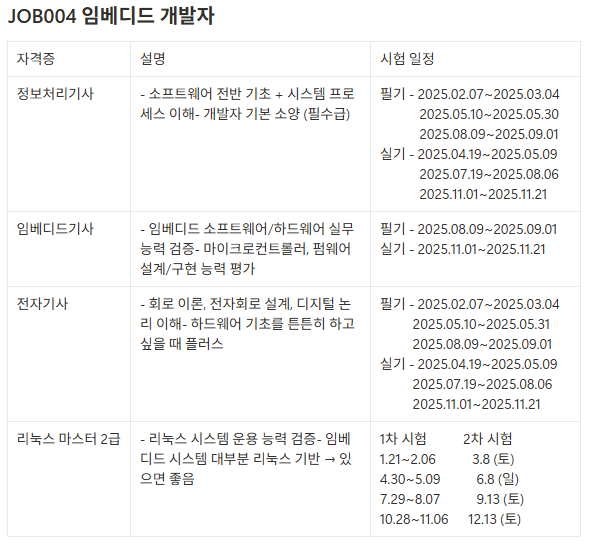 JOB004 임베디드 개발자
자격증 설명 시험 일정
정보처리기사
- 소프트웨어 전반 기초 + 시스템 프로
세스 이해- 개발자 기본 소양 (필수급)
필기 - 2025.02.07~2025.03.04
2025.05.10~2025.05.30
2025.08.09~2025.09.01
실기 - 2025.04.19~2025.05.09
2025.07.19~2025.08.06
2025.11.01~2025.11.21
임베디드기사
- 임베디드 소프트웨어/하드웨어 실무
능력 검증- 마이크로컨트롤러, 펌웨어
설계/구현 능력 평가
필기 - 2025.08.09~2025.09.01
실기 - 2025.11.01~2025.11.21
전자기사
- 회로 이론, 전자회로 설계, 디지털 논
리 이해- 하드웨어 기초를 튼튼히 하고
싶을 때 플러스
필기 - 2025.02.07~2025.03.04
2025.05.10~2025.05.31
2025.08.09~2025.09.01
실기 - 2025.04.19~2025.05.09
2025.07.19~2025.08.06
2025.11.01~2025.11.21
리눅스 마스터 2급
- 리눅스 시스템 운용 능력 검증- 임베
디드 시스템 대부분 리눅스 기반 → 있
으면 좋음
1차 시험 2차 시험
1.21~2.06 3.8 (토)
4.30~5.09 6.8 (일)
7.29~8.07 9.13 (토)
10.28~11.06 12.13 (토)